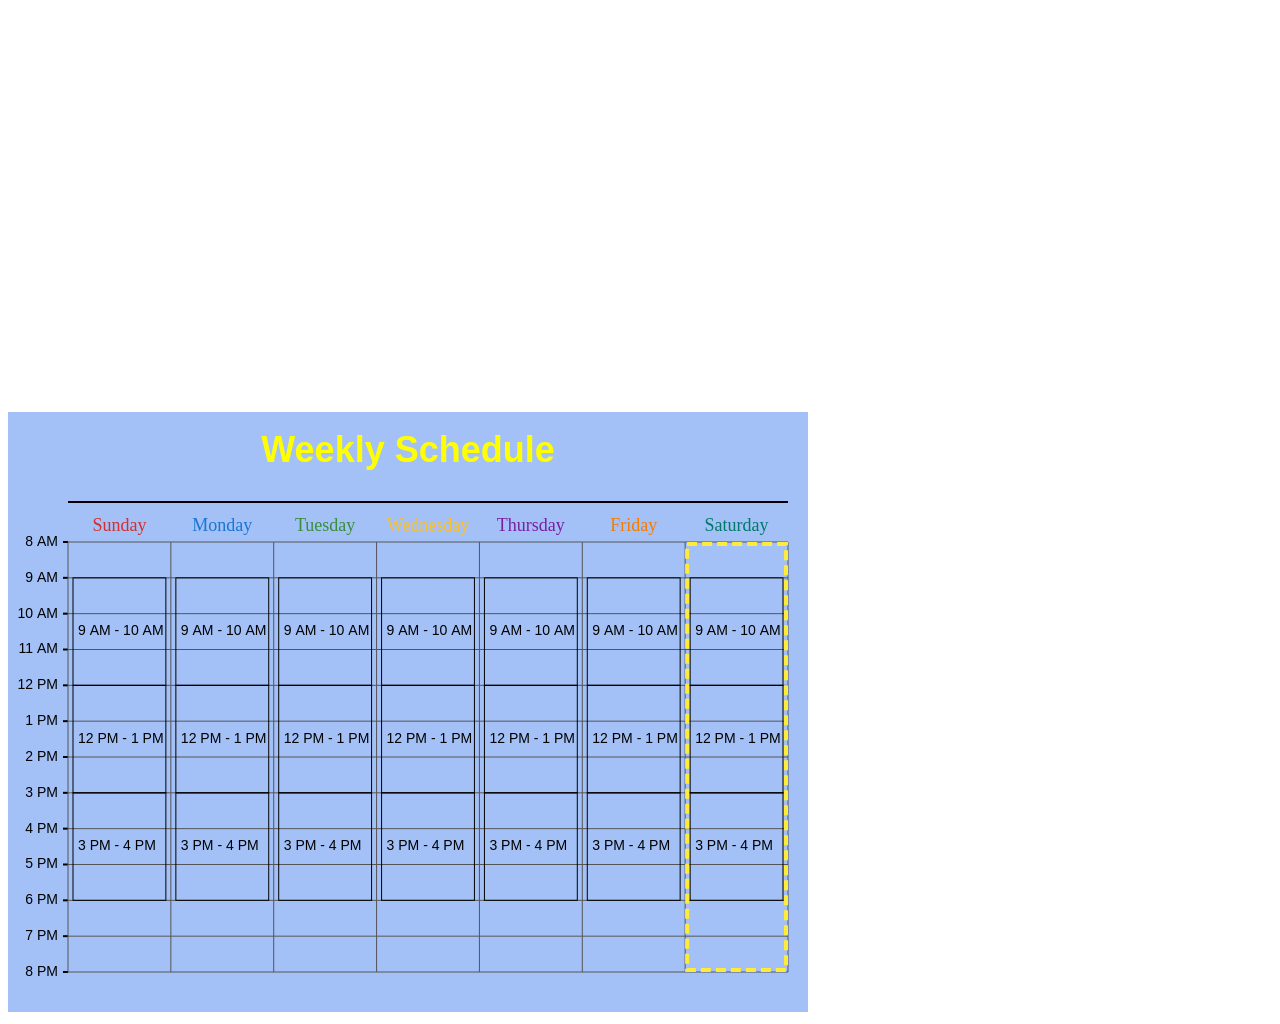 Weekly Schedule
Sunday Monday Tuesday Wednesday Thursday Friday Saturday
8 AM
9 AM
10 AM
9 AM - 10 AM 9 AM - 10 AM 9 AM - 10 AM 9 AM - 10 AM 9 AM - 10 AM 9 AM - 10 AM 9 AM - 10 AM
11 AM
12 PM
1 PM
12 PM - 1 PM 12 PM - 1 PM 12 PM - 1 PM 12 PM - 1 PM 12 PM - 1 PM 12 PM - 1 PM 12 PM - 1 PM
2 PM
3 PM
4 PM
3 PM - 4 PM 3 PM - 4 PM 3 PM - 4 PM 3 PM - 4 PM 3 PM - 4 PM 3 PM - 4 PM 3 PM - 4 PM
5 PM
6 PM
7 PM
8 PM